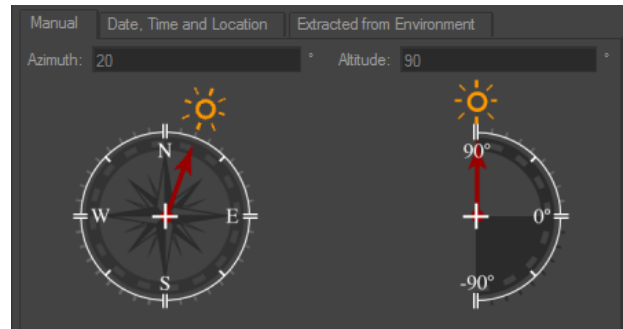 Manual Date, Time and Location Extracted from Environment
Azimuth: 20 ° Altitude: 90 °
N 90°
W E 0°
S -90°